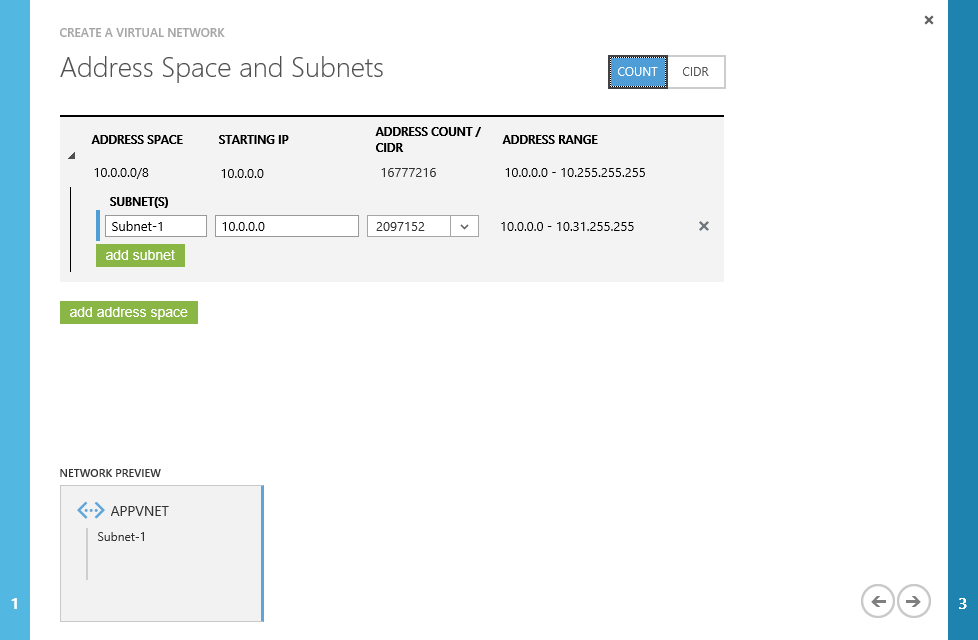 CREATE A VIRTUAL NETWORK
Address Space and Subnets
COUNT CIDR
ADDRESS SPACE STARTING IP ADDRESS COUNT / CIDR ADDRESS RANGE
10.0.0.0/8 10.0.0.0 16777216 10.0.0.0 - 10.255.255.255
SUBNET(S)
Subnet-1 10.0.0.0 2097152 10.0.0.0 - 10.31.255.255
add subnet
add address space
NETWORK PREVIEW
APPVNET
Subnet-1
1 3